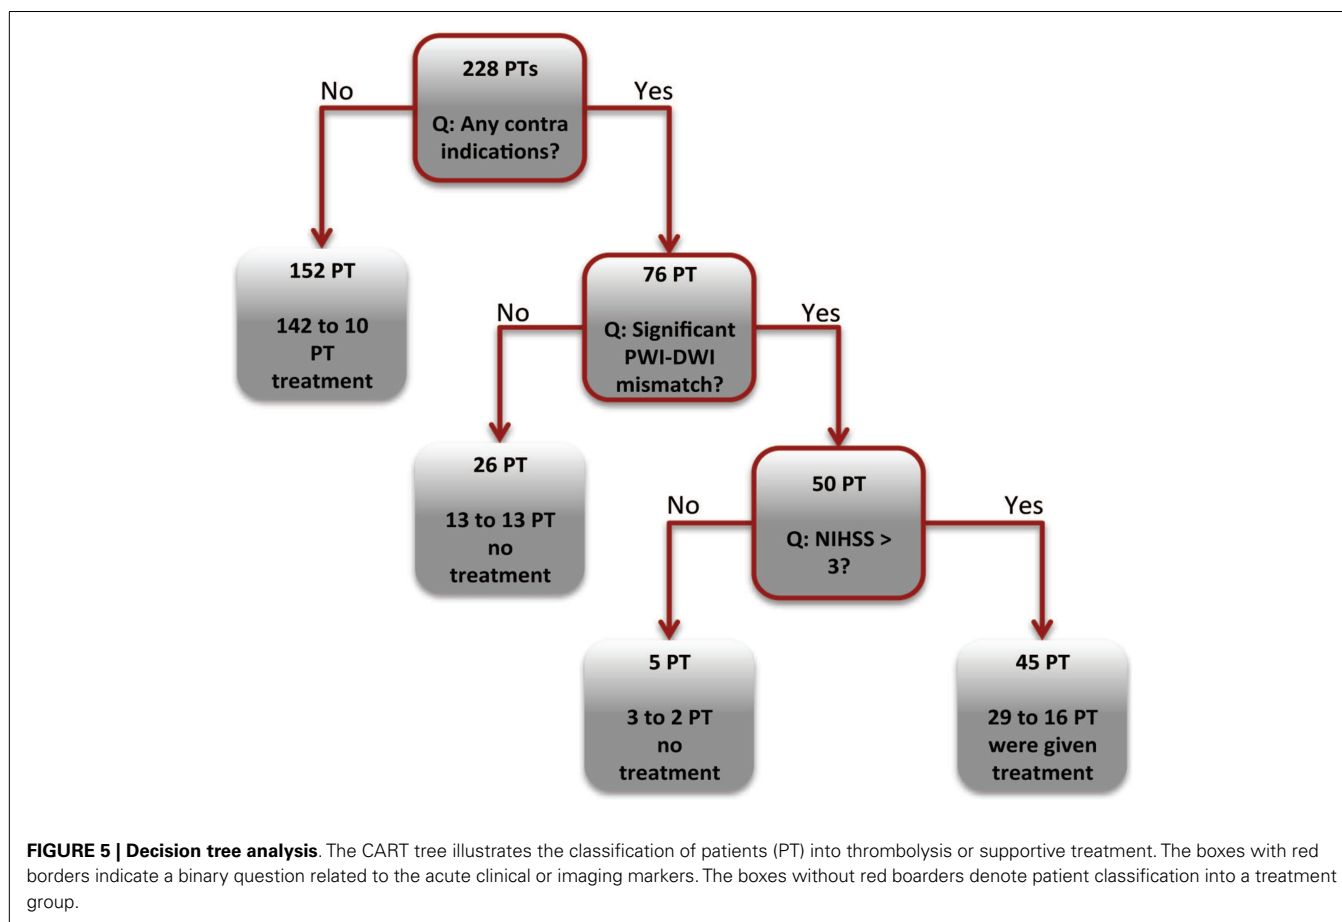 228 PTs
Q: Any contra
indications?
No
Yes
152 PT
142 to 10
PT
treatment
76 PT
Q: Significant
PWI-DWI
mismatch?
No
Yes
26 PT
13 to 13 PT
no
treatment
50 PT
Q: NIHSS >
3?
No
Yes
5 PT
3 to 2 PT
no
treatment
45 PT
29 to 16 PT
were given
treatment
FIGURE 5 | Decision tree analysis. The CART tree illustrates the classification of patients (PT) into thrombolysis or supportive treatment. The boxes with red
borders indicate a binary question related to the acute clinical or imaging markers. The boxes without red boarders denote patient classification into a treatment
group.